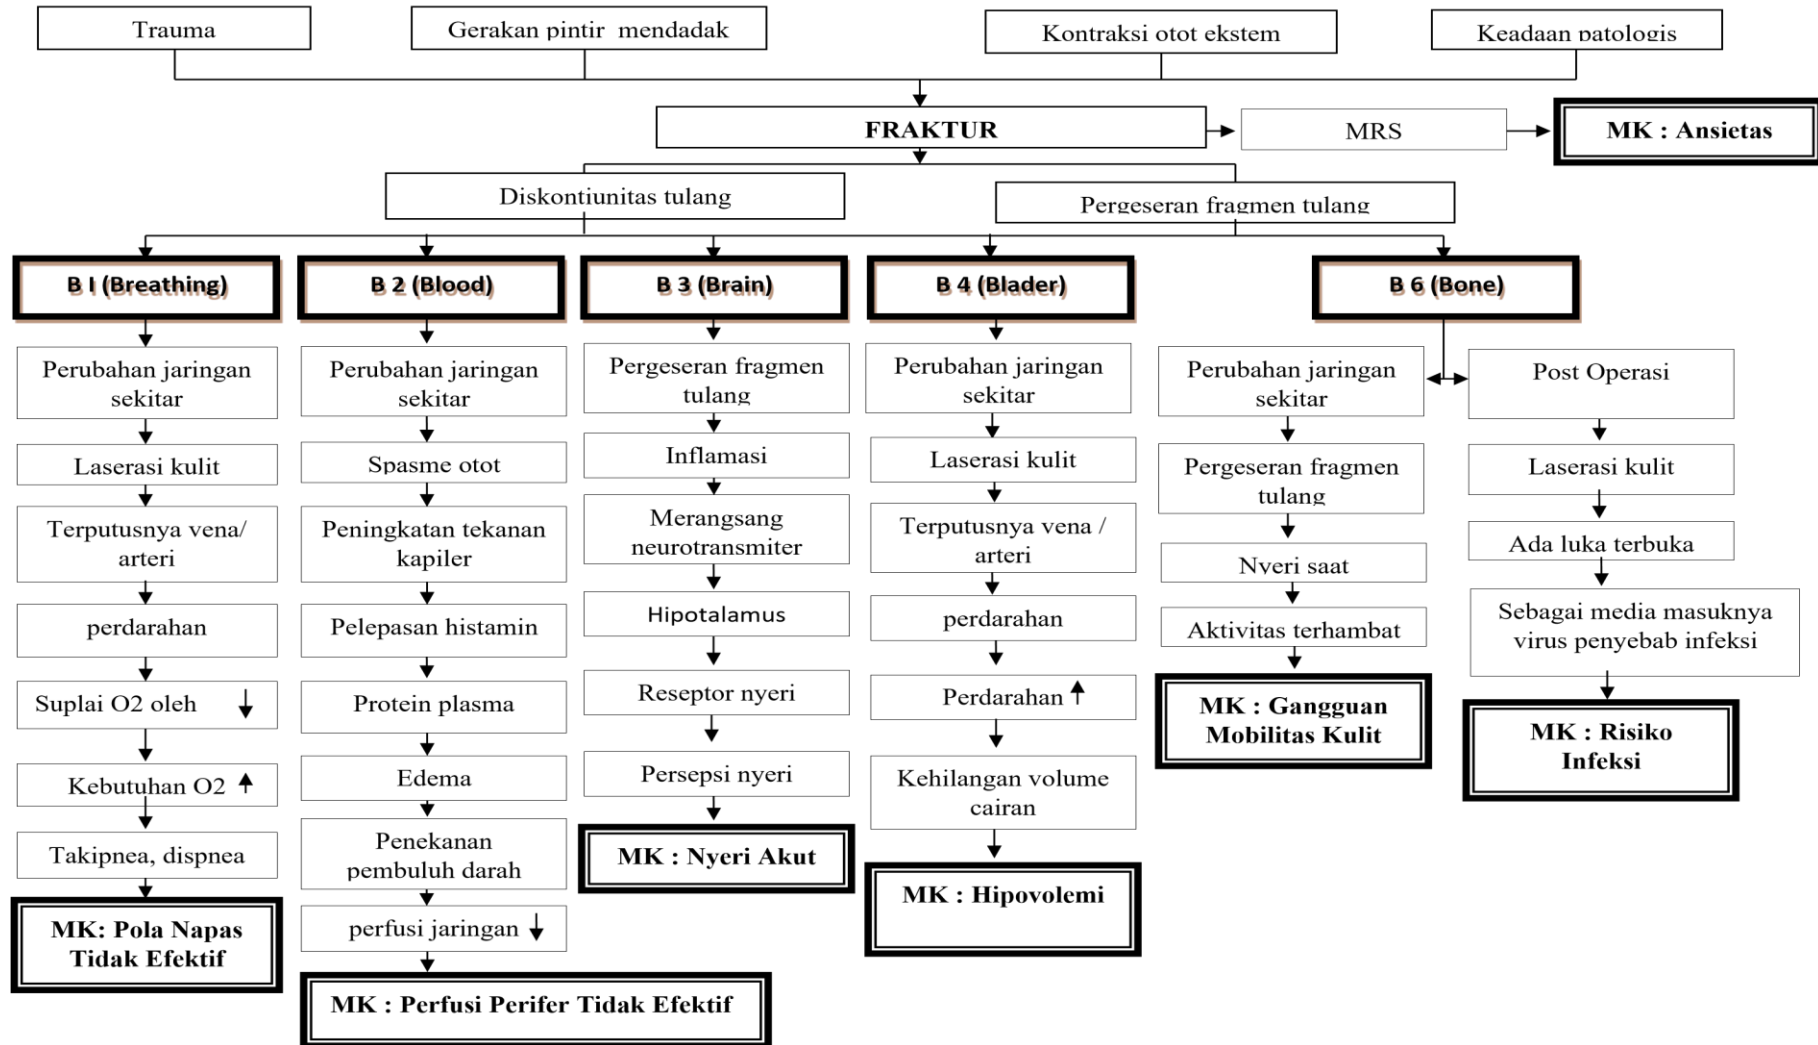 Trauma
Gerakan pintir mendadak
Kontraksi otot ekstem
Keadaan patologis
FRAKTUR
MRS
MK : Ansietas
Diskontiunitas tulang
Pergeseran fragmen tulang
B I (Breathing)
B 2 (Blood)
B 3 (Brain)
B 4 (Blader)
B 6 (Bone)
Perubahan jaringan
sekitar
Laserasi kulit
Terputusnya vena/
arteri
perdarahan
Suplai O2 oleh ↓
Kebutuhan O2 ↑
Takipnea, dispnea
MK: Pola Napas
Tidak Efektif
Perubahan jaringan
sekitar
Spasme otot
Peningkatan tekanan
kapiler
Pelepasan histamin
Protein plasma
Edema
Penekanan
pembuluh darah
perfusi jaringan ↓
MK : Perfusi Perifer Tidak Efektif
Pergeseran fragmen
tulang
Inflamasi
Merangsang
neurotransmiter
Hipotalamus
Reseptor nyeri
Persepsi nyeri
MK : Nyeri Akut
Perubahan jaringan
sekitar
Laserasi kulit
Terputusnya vena /
arteri
perdarahan
Perdarahan ↑
Kehilangan volume
cairan
MK : Hipovolemi
Perubahan jaringan
sekitar
Pergeseran fragmen
tulang
Nyeri saat
Aktivitas terhambat
MK : Gangguan
Mobilitas Kulit
Post Operasi
Laserasi kulit
Ada luka terbuka
Sebagai media masuknya
virus penyebab infeksi
MK : Risiko
Infeksi